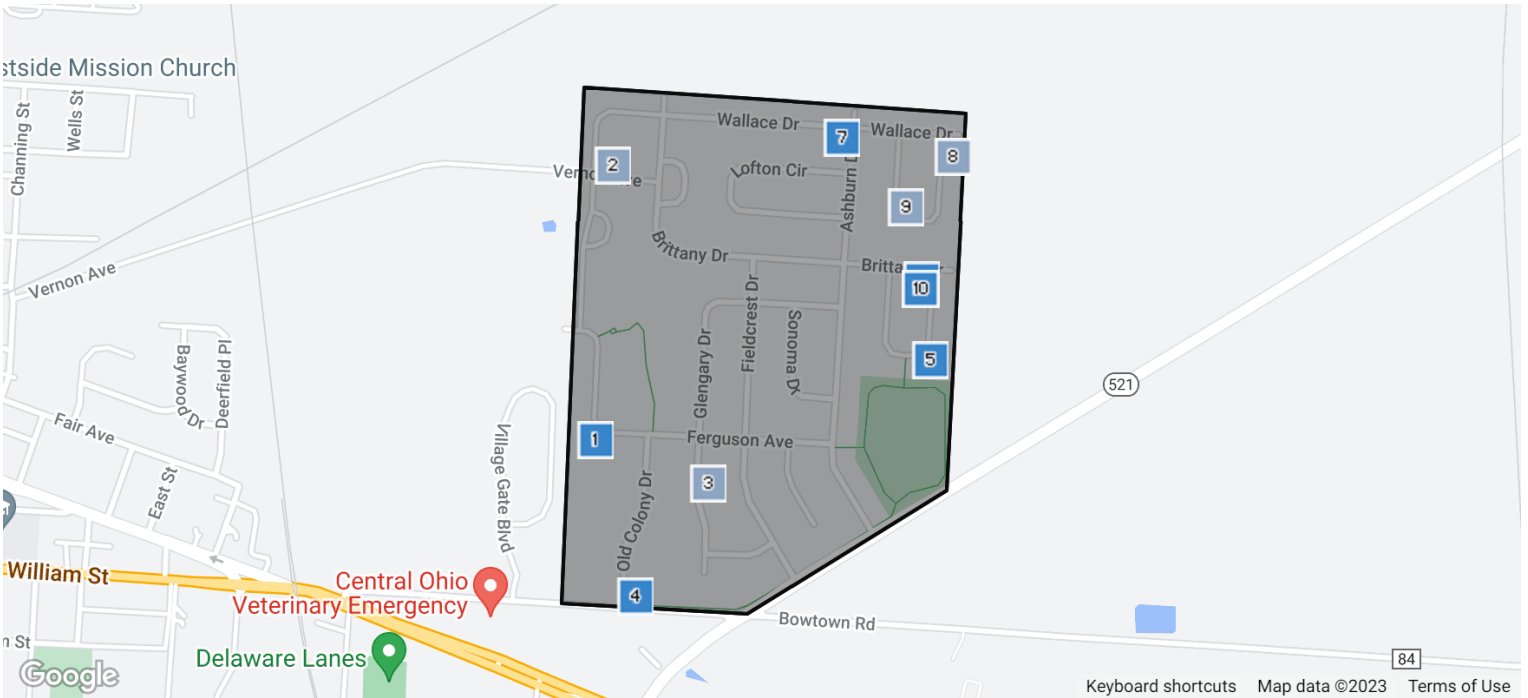 stside Mission Church
Channing St
Wells St
Wallace Dr
Wallace Dr
7
8
2
Lofton Cir
Ashburn
9
Brittany Dr
10
Vernon Ave
Fieldcrest Dr
Glengary Dr
Sonoma Dr
5
521
Baywood Dr
Deerfield Pl
Fair Ave
Village Gate Blvd
1
Ferguson Ave
3
East St
Old Colony Dr
William St
Central Ohio
Veterinary Emergency
4
Bowtown Rd
n St
Delaware Lanes
84
Google
Keyboard shortcuts Map data ©2023 Terms of Use